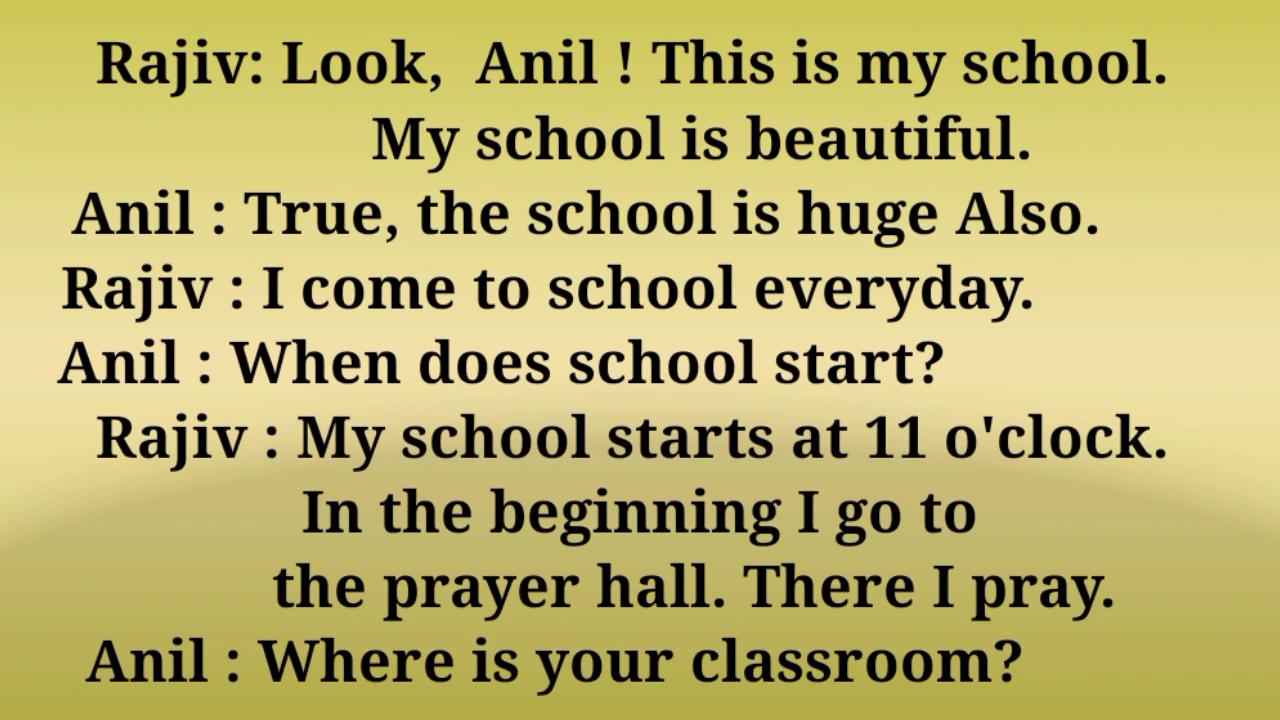 Rajiv: Look, Anil ! This is my school.
My school is beautiful.
Anil : True, the school is huge Also.
Rajiv : I come to school everyday.
Anil : When does school start?
Rajiv : My school starts at 11 o'clock.
In the beginning I go to
the prayer hall. There I pray.
Anil : Where is your classroom?